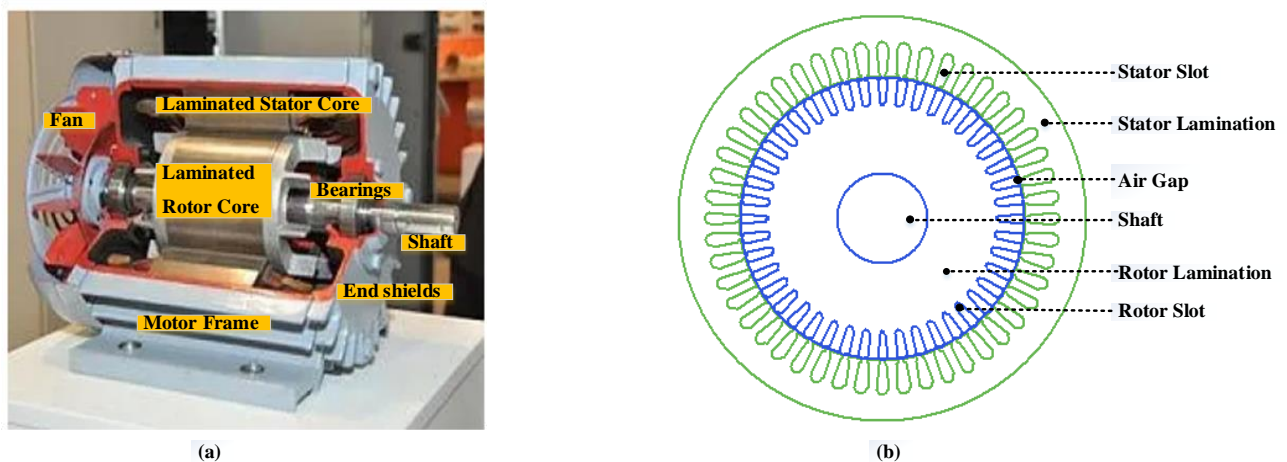 Laminated Stator Core
Fan
Laminated
Rotor Core
Bearings
Shaft
End shields
Motor Frame
(a)
Stator Slot
Stator Lamination
Air Gap
Shaft
Rotor Lamination
Rotor Slot
(b)